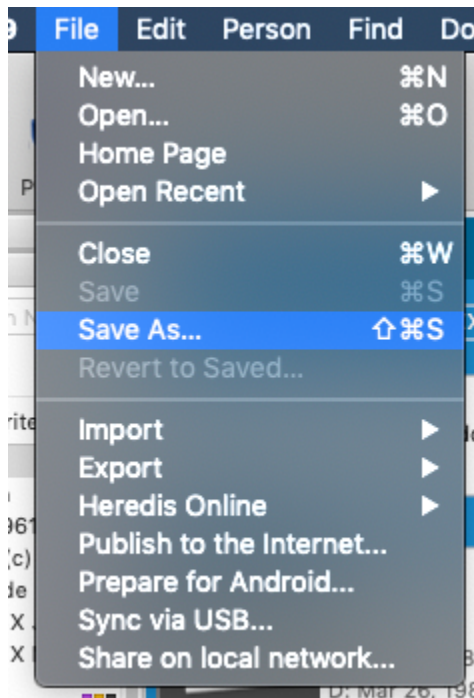 File Edit Person Find Do
New... ⌘N
Open... ⌘O
Home Page
Open Recent ▶
Close ⌘W
Save ⌘S
Save As... ⇧⌘S
Revert to Saved...
Import ▶
Export ▶
Heredis Online ▶
Publish to the Internet...
Prepare for Android...
Sync via USB...
Share on local network...